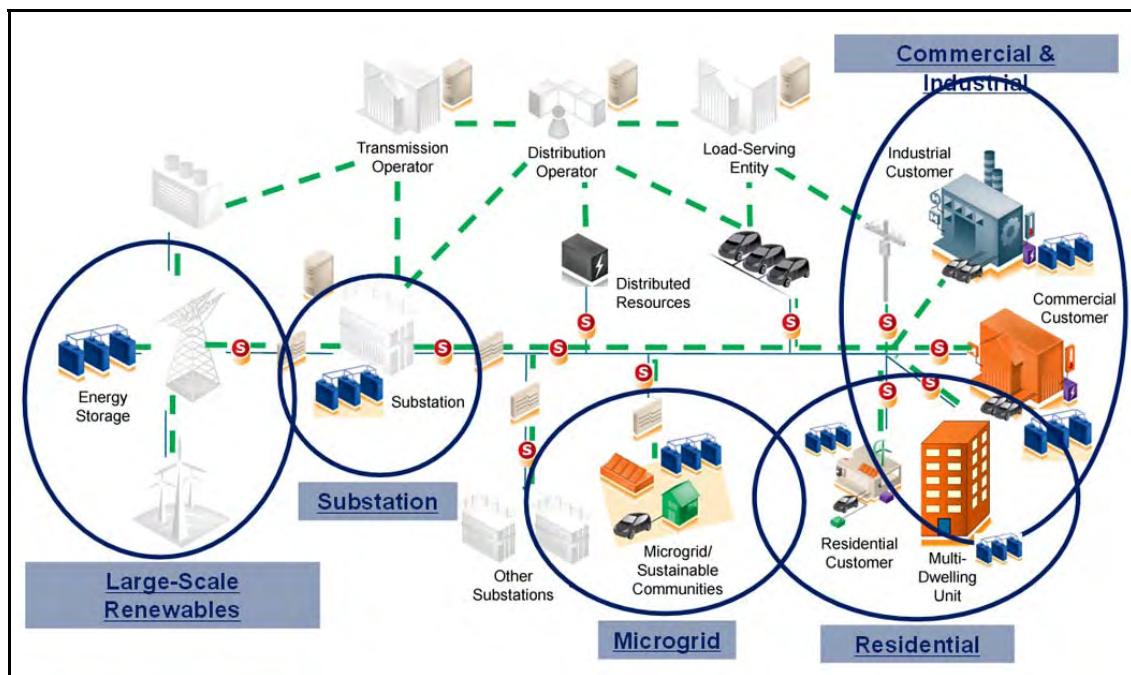 Commercial &
Industrial
Transmission
Operator
Distribution
Operator
Load-Serving
Entity
Industrial
Customer
Distributed
Resources
Commercial
Customer
S
S
S
S
S
S
S
S
S
S
Energy
Storage
Substation
Substation
Large-Scale
Renewables
Other
Substations
Microgrid/
Sustainable
Communities
Microgrid
Residential
Customer
Multi-
Dwelling
Unit
Residential